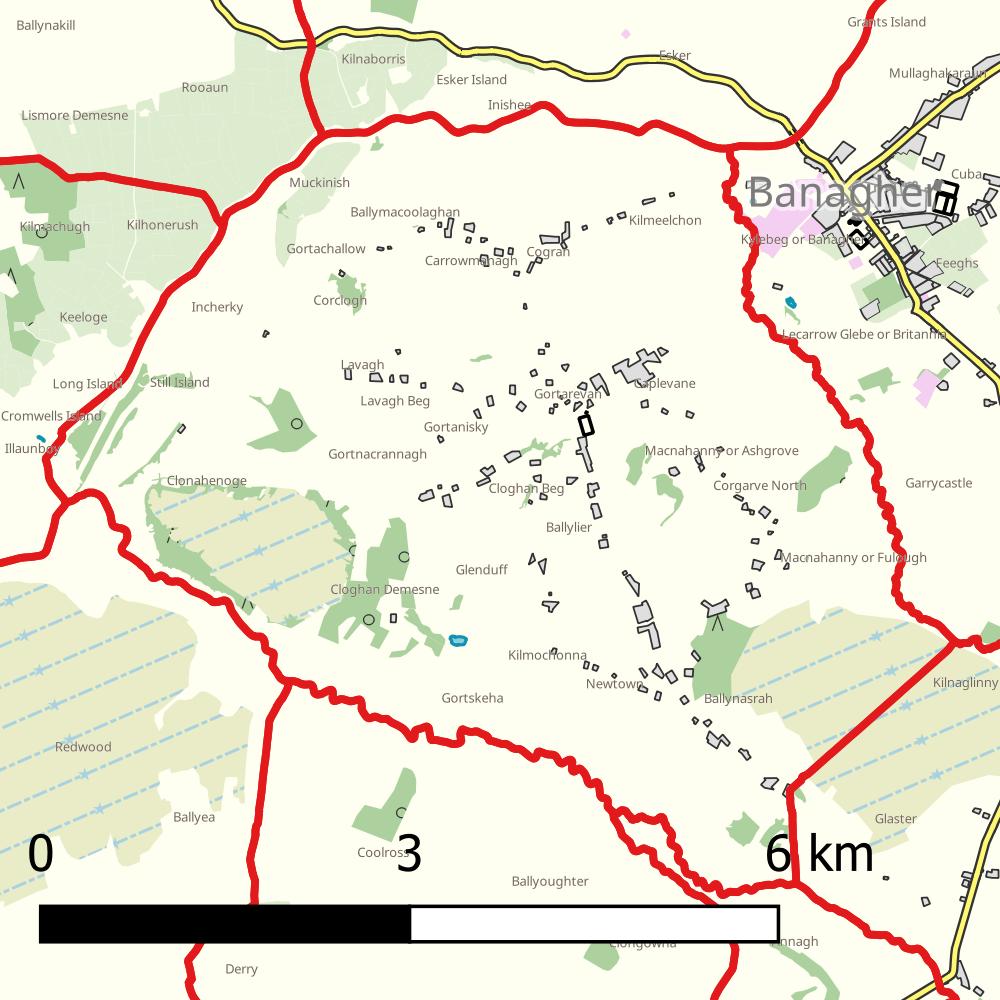 Ballynakill
Grants Island
Kilnaborris
Esker
Esker Island
Mullaghakaraun
Rooaun
Inishee
Lismore Demesne
Cuba
Muckinish
Banagher
Ballymacoolaghan
Kilmeelchon
Kilmachugh
Kilhonerush
Kylebeg or Banagher
Gortachallow
Cogran
Carrowmanagh
Feeghs
Corclogh
Incherky
Keeloge
Lecarrow Glebe or Britannia
Lavagh
Long Island
Still Island
Caplevane
Gortarevan
Lavagh Beg
Cromwells Island
Gortanisky
Illaunboy
Gortnacrannagh
Macnahanny or Ashgrove
Clonahenoge
Cloghan Beg
Corgarve North
Garrycastle
Ballylier
Macnahanny or Fulough
Glenduff
Cloghan Demesne
Kilmochonna
Newtown
Kilnaglinny
Gortskeha
Ballynasrah
Redwood
Ballyea
Glaster
0 3 6 km
Coolross
Ballyoughter
Clongowna
Derry